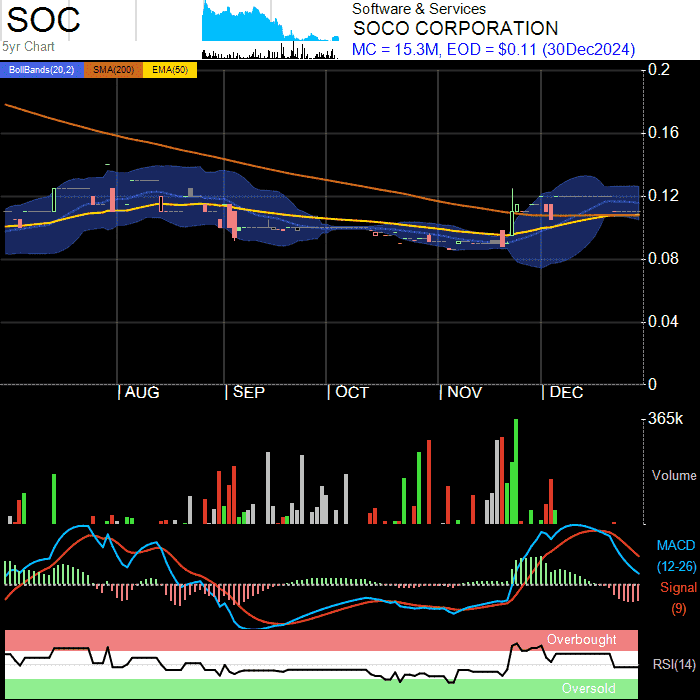 SOC
5yr Chart
Software & Services
SOCO CORPORATION
MC = 15.3M, EOD = $0.11 (30Dec2024)
BollBands(20,2) SMA(200) EMA(50)
0.2
0.16
0.12
0.08
0.04
0
AUG SEP OCT NOV DEC
365k
Volume
MACD
(12-26)
Signal
(9)
Overbought
RSI(14)
Oversold